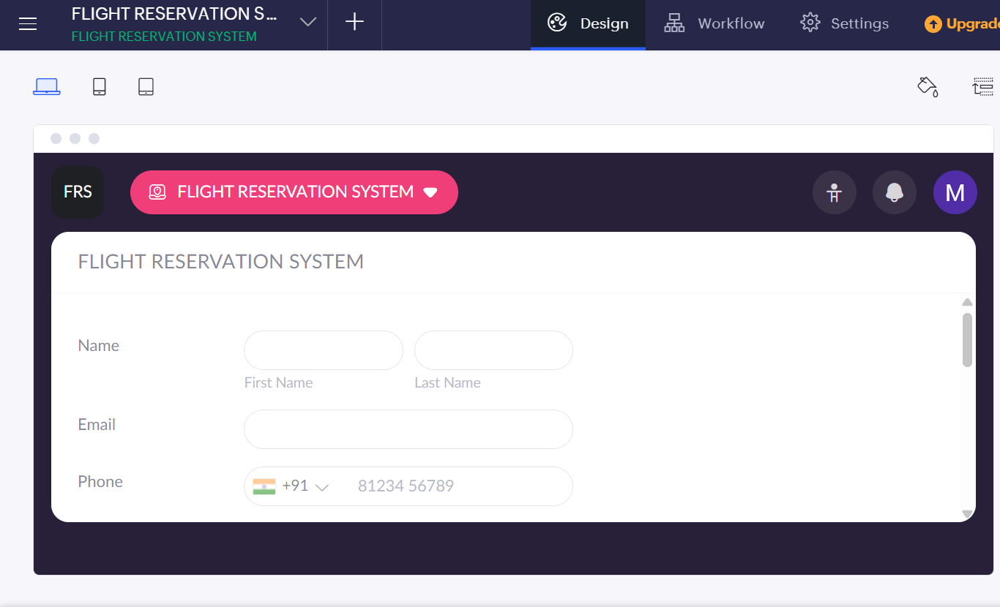 FLIGHT RESERVATION S...
FLIGHT RESERVATION SYSTEM
Design
Workflow
Settings
Upgrade
FRS
FLIGHT RESERVATION SYSTEM
M
FLIGHT RESERVATION SYSTEM
Name
First Name
Last Name
Email
Phone
+91
81234 56789